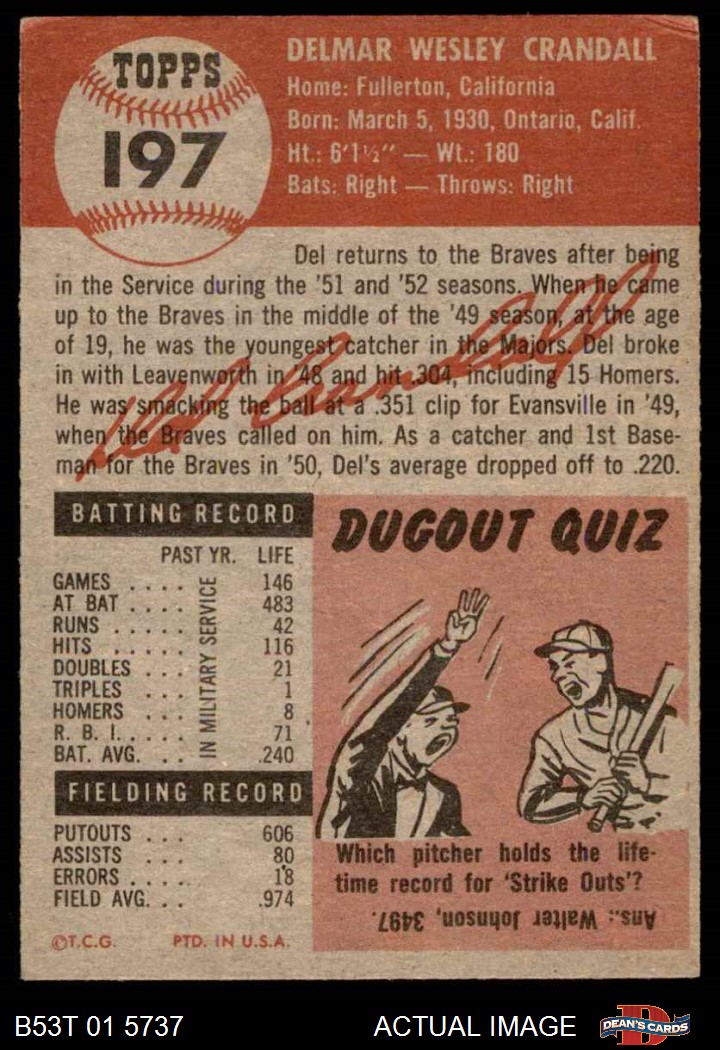 TOPPS
197
DELMAR WESLEY CRANDALL
Home: Fullerton, California
Born: March 5, 1930, Ontario, Calif.
Ht.: 6'1½" — Wt.: 180
Bats: Right — Throws: Right
Del returns to the Braves after being
in the Service during the '51 and '52 seasons. When he came
up to the Braves in the middle of the '49 season, at the age
of 19, he was the youngest catcher in the Majors. Del broke
in with Leavenworth in '48 and hit .304, including 15 Homers.
He was smacking the ball at a .351 clip for Evansville in '49,
when the Braves called on him. As a catcher and 1st Base-
man for the Braves in '50, Del's average dropped off to .220.
Del Crandall
BATTING RECORD
PAST YR. LIFE
GAMES .... 146
AT BAT .... 483
RUNS ...... 42
HITS ...... 116
DOUBLES .. 21
TRIPLES ... 1
HOMERS ... 8
R. B. I. .... 71
BAT. AVG. .. .240
IN MILITARY SERVICE
FIELDING RECORD
PUTOUTS ... 606
ASSISTS ... 80
ERRORS .... 18
FIELD AVG. .. .974
©T.C.G. PTD. IN U.S.A.
DUGOUT QUIZ
Which pitcher holds the life-
time record for 'Strike Outs'?
Ans.: Walter Johnson, 3497.
B53T 01 5737 ACTUAL IMAGE
D
DEAN'S CARDS